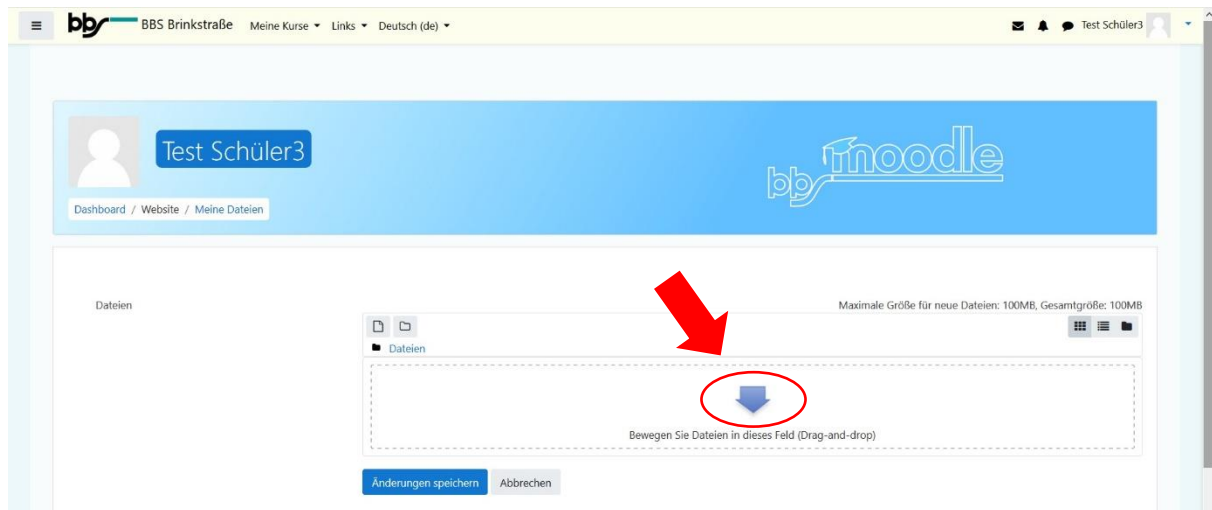 bbs BBS Brinkstraße Meine Kurse Links Deutsch (de) Test Schüler3
Test Schüler3
bbs moodle
Dashboard / Website / Meine Dateien
Dateien
Maximale Größe für neue Dateien: 100MB, Gesamtgröße: 100MB
Dateien
Bewegen Sie Dateien in dieses Feld (Drag-and-drop)
Änderungen speichern Abbrechen